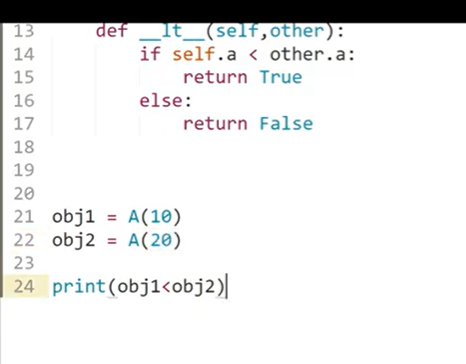 13 def __lt__(self,other):
14 if self.a < other.a:
15 return True
16 else:
17 return False
18
19
20
21 obj1 = A(10)
22 obj2 = A(20)
23
24 print(obj1<obj2)